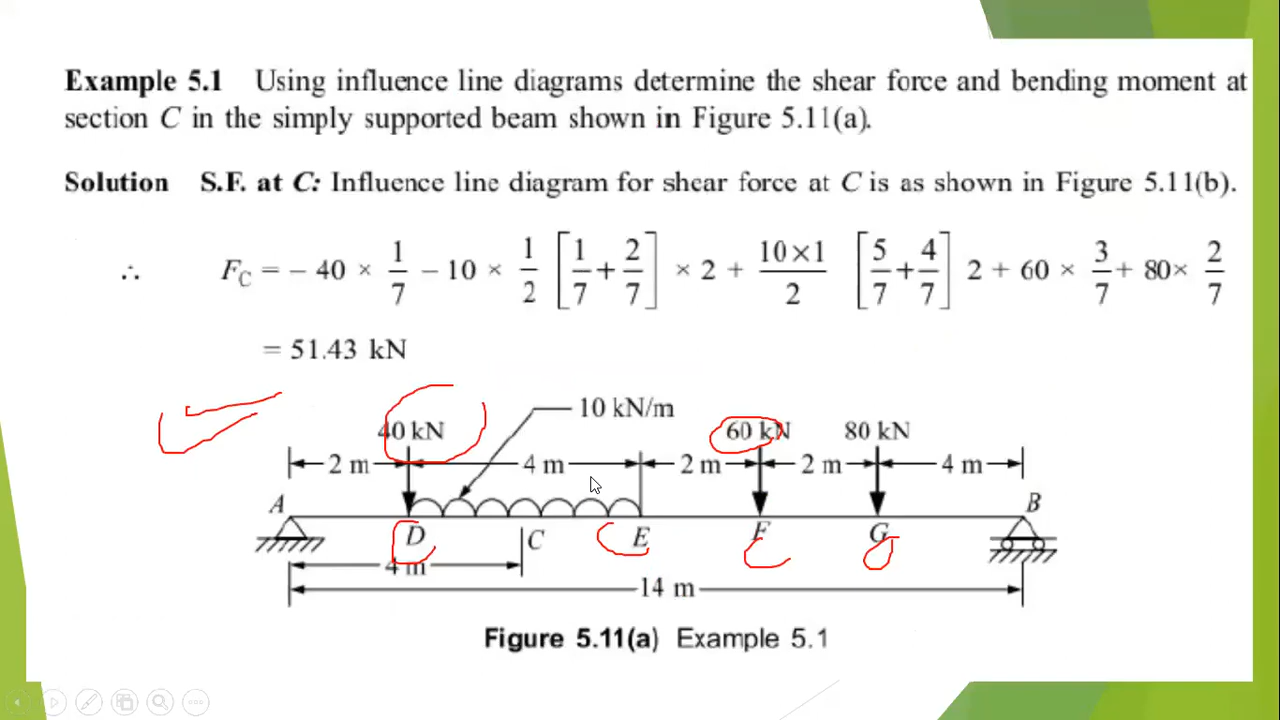 Example 5.1 Using influence line diagrams determine the shear force and bending moment at
section C in the simply supported beam shown in Figure 5.11(a).
Solution S.F. at C: Influence line diagram for shear force at C is as shown in Figure 5.11(b).
∴ F_C = − 40 × 1/7 − 10 × 1/2 [1/7 + 2/7] × 2 + 10×1/2 [5/7 + 4/7] 2 + 60 × 3/7 + 80× 2/7
= 51.43 kN
10 kN/m
40 kN 60 kN 80 kN
2 m 4 m 2 m 2 m 4 m
A B
D C E F G
4 m
14 m
Figure 5.11(a) Example 5.1